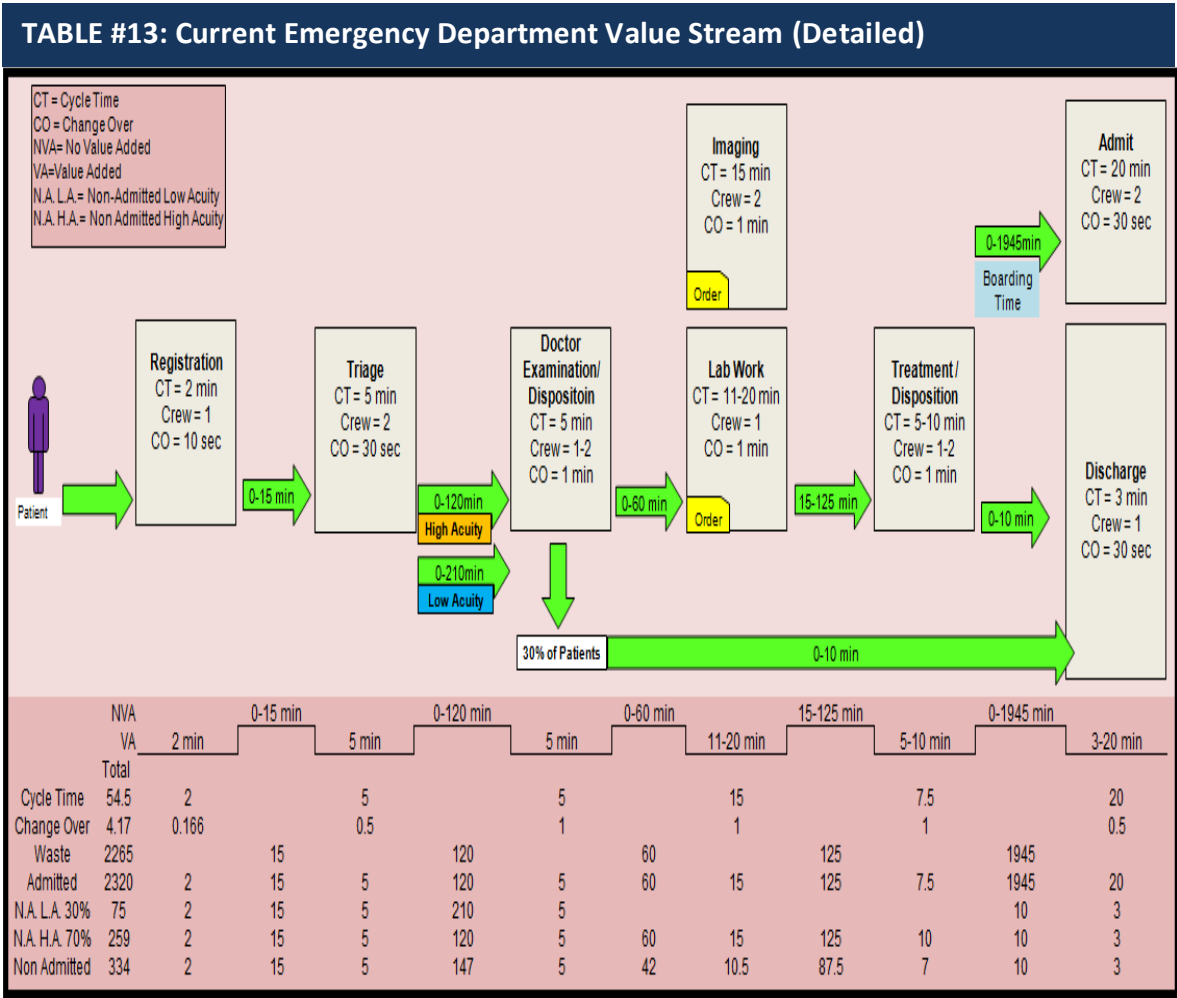 TABLE #13: Current Emergency Department Value Stream (Detailed)
CT = Cycle Time
CO = Change Over
NVA= No Value Added
VA=Value Added
N.A. L.A.= Non-Admitted Low Acuity
N.A. H.A.= Non Admitted High Acuity
Imaging
CT = 15 min
Crew = 2
CO = 1 min
Order
Admit
CT = 20 min
Crew = 2
CO = 30 sec
0-1945min
Boarding
Time
Patient
Registration
CT = 2 min
Crew = 1
CO = 10 sec
0-15 min
Triage
CT = 5 min
Crew = 2
CO = 30 sec
0-120min
High Acuity
0-210min
Low Acuity
Doctor
Examination/
Dispositoin
CT = 5 min
Crew = 1-2
CO = 1 min
0-60 min
Lab Work
CT = 11-20 min
Crew = 1
CO = 1 min
Order
15-125 min
Treatment /
Disposition
CT = 5-10 min
Crew = 1-2
CO = 1 min
0-10 min
Discharge
CT = 3 min
Crew = 1
CO = 30 sec
30% of Patients
0-10 min
NVA 0-15 min 0-120 min 0-60 min 15-125 min 0-1945 min
VA 2 min 5 min 5 min 11-20 min 5-10 min 3-20 min
Total
Cycle Time 54.5 2 5 5 15 7.5 20
Change Over 4.17 0.166 0.5 1 1 1 0.5
Waste 2265 15 120 60 125 1945
Admitted 2320 2 15 5 120 5 60 15 125 7.5 1945 20
N.A. L.A. 30% 75 2 15 5 210 5 10 3
N.A. H.A. 70% 259 2 15 5 120 5 60 15 125 10 10 3
Non Admitted 334 2 15 5 147 5 42 10.5 87.5 7 10 3